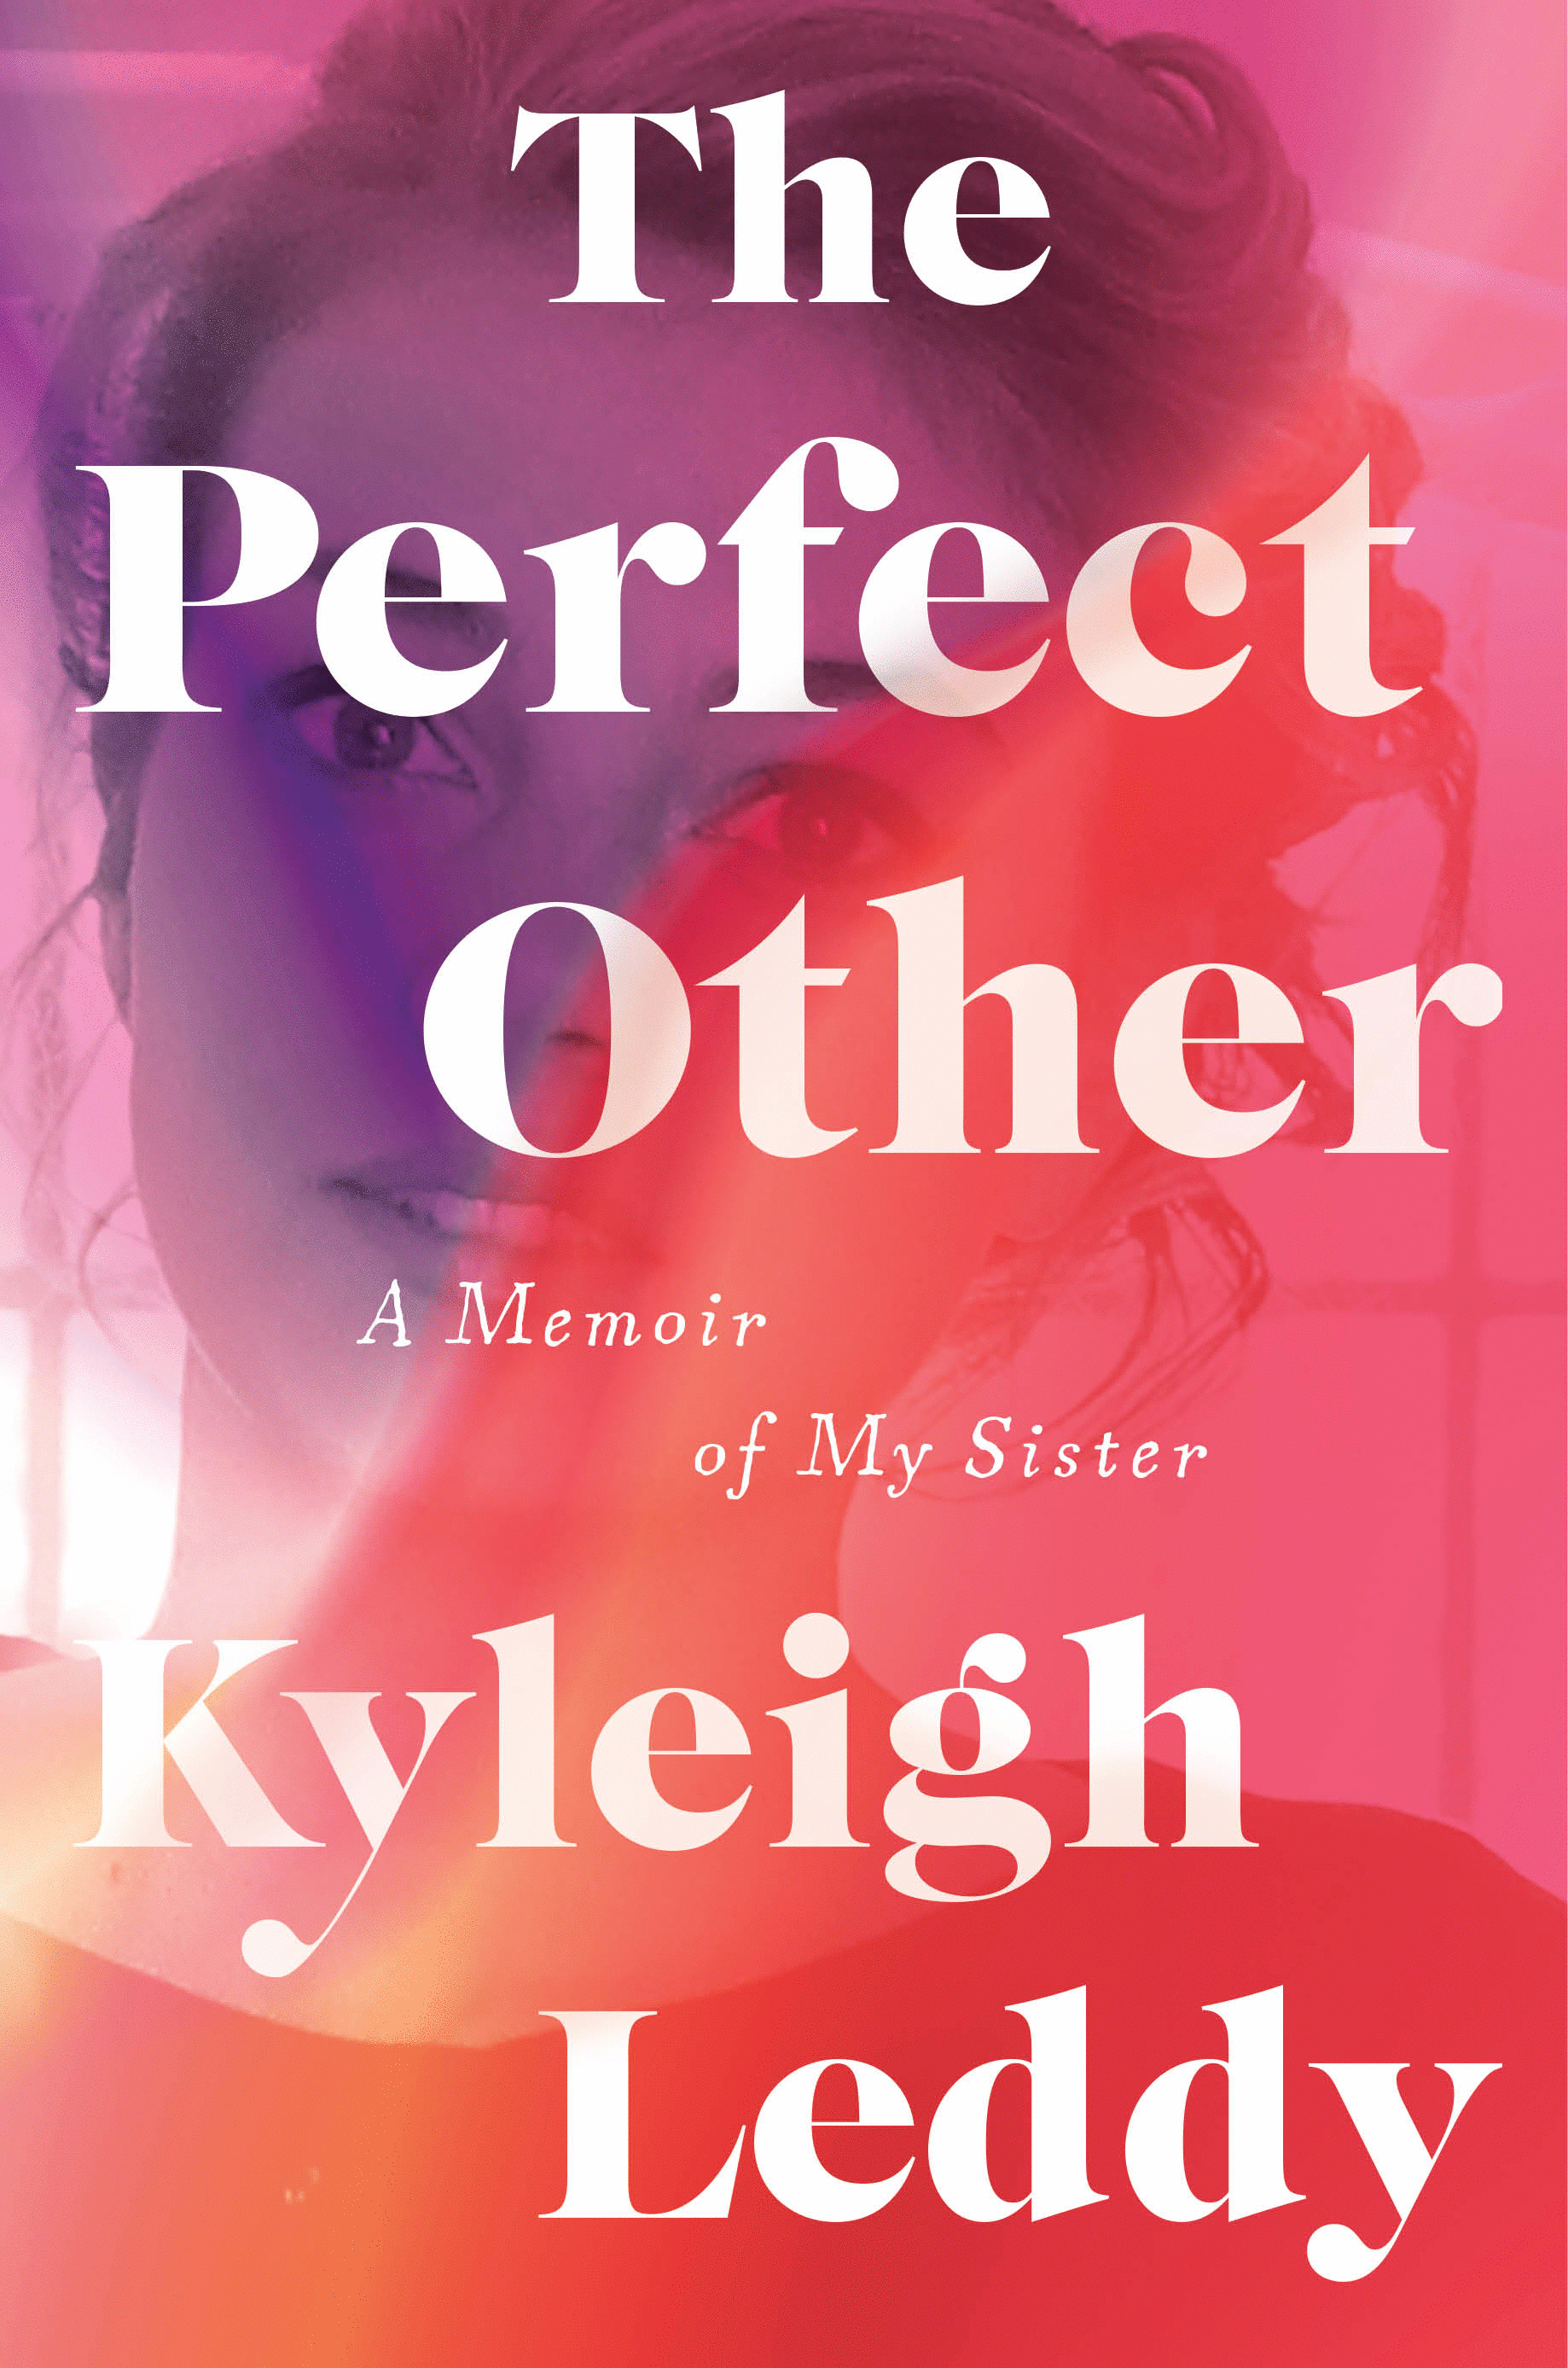 The
Perfect
Other
A Memoir
of My Sister
Kyleigh
Leddy